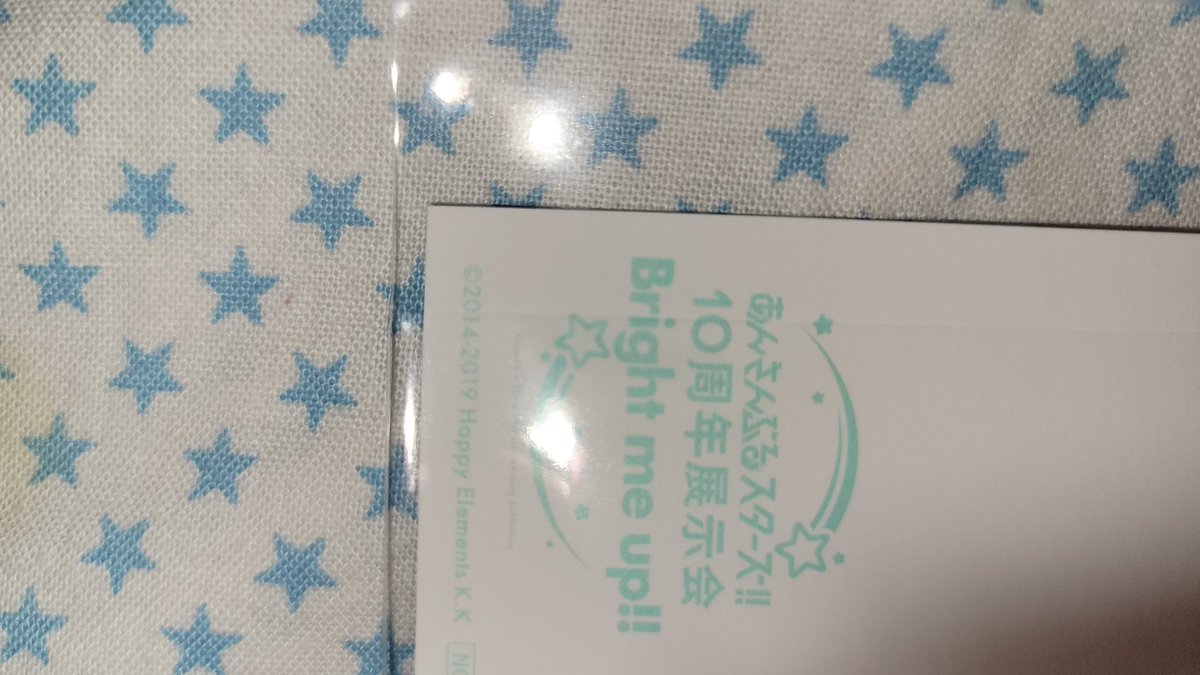 あんさんぶるスターズ!!
10周年展示会
Bright me up!!
©2014-2019 Happy Elements K.K